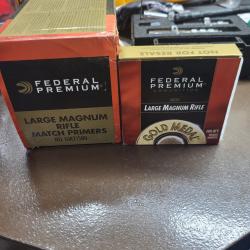 FEDERAL
PREMIUM
LARGE MAGNUM
RIFLE
MATCH PRIMERS
NOT FOR RESALE
FEDERAL
PREMIUM
LARGE MAGNUM RIFLE
GOLD MEDAL